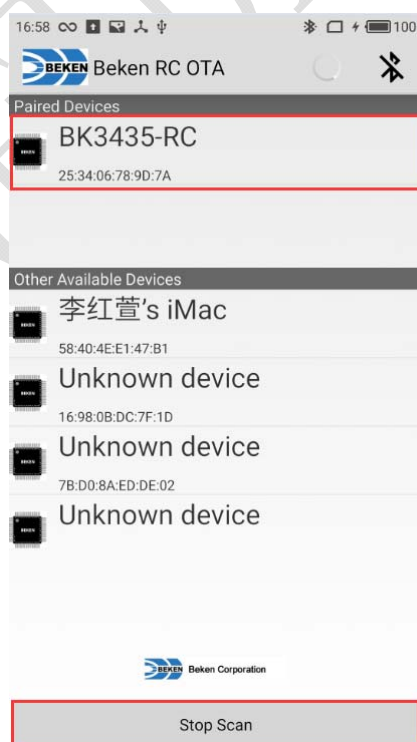 16:58 100
BEKEN Beken RC OTA
Paired Devices
BK3435-RC
25:34:06:78:9D:7A
Other Available Devices
李红萱’s iMac
58:40:4E:E1:47:B1
Unknown device
16:98:0B:DC:7F:1D
Unknown device
7B:D0:8A:ED:DE:02
Unknown device
BEKEN Beken Corporation
Stop Scan